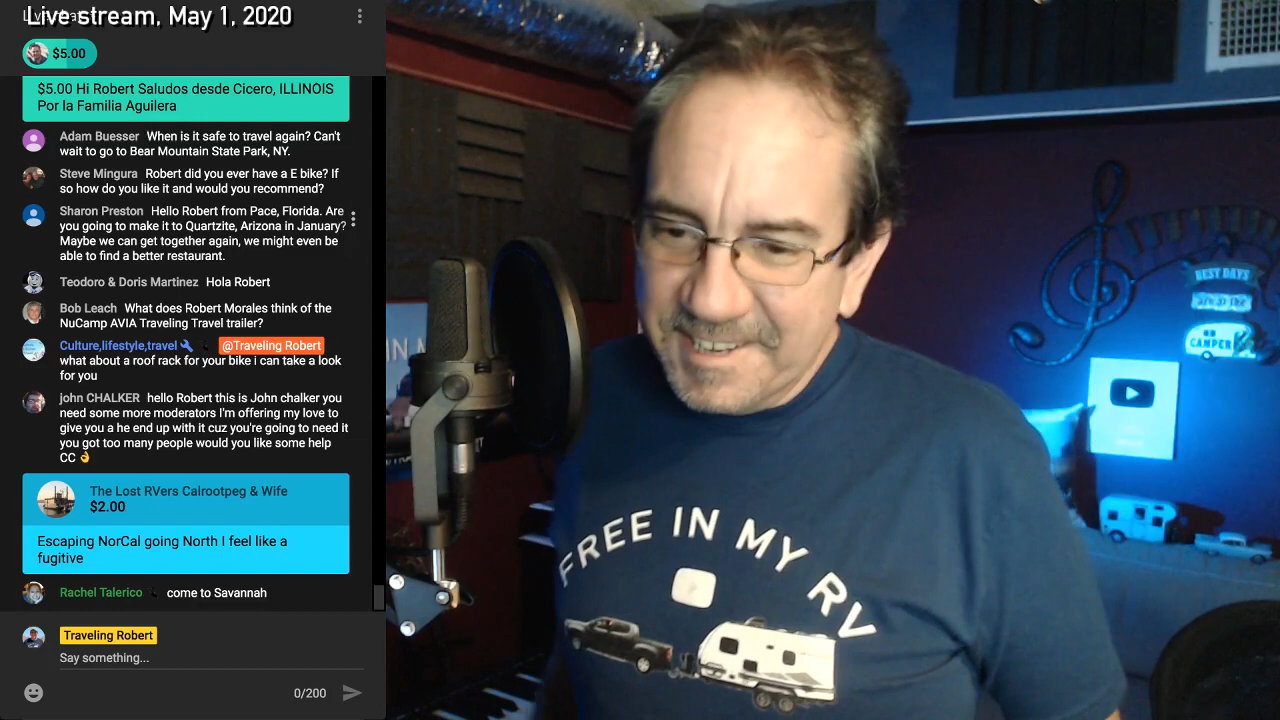 Live stream, May 1, 2020
$5.00
$5.00 Hi Robert Saludos desde Cicero, ILLINOIS
Por la Familia Aguilera
Adam Buesser When is it safe to travel again? Can't
wait to go to Bear Mountain State Park, NY.
Steve Mingura Robert did you ever have a E bike? If
so how do you like it and would you recommend?
Sharon Preston Hello Robert from Pace, Florida. Are
you going to make it to Quartzite, Arizona in January?
Maybe we can get together again, we might even be
able to find a better restaurant.
Teodoro & Doris Martinez Hola Robert
Bob Leach What does Robert Morales think of the
NuCamp AVIA Traveling Travel trailer?
Culture,lifestyle,travel @Traveling Robert
what about a roof rack for your bike i can take a look
for you
john CHALKER hello Robert this is John chalker you
need some more moderators I'm offering my love to
give you a he end up with it cuz you're going to need it
you got too many people would you like some help
CC 👌
The Lost RVers Calrootpeg & Wife
$2.00
Escaping NorCal going North I feel like a
fugitive
Rachel Talerico come to Savannah
Traveling Robert
Say something...
0/200
FREE IN MY RV
BEST DAYS
are at the
CAMPER
IN M